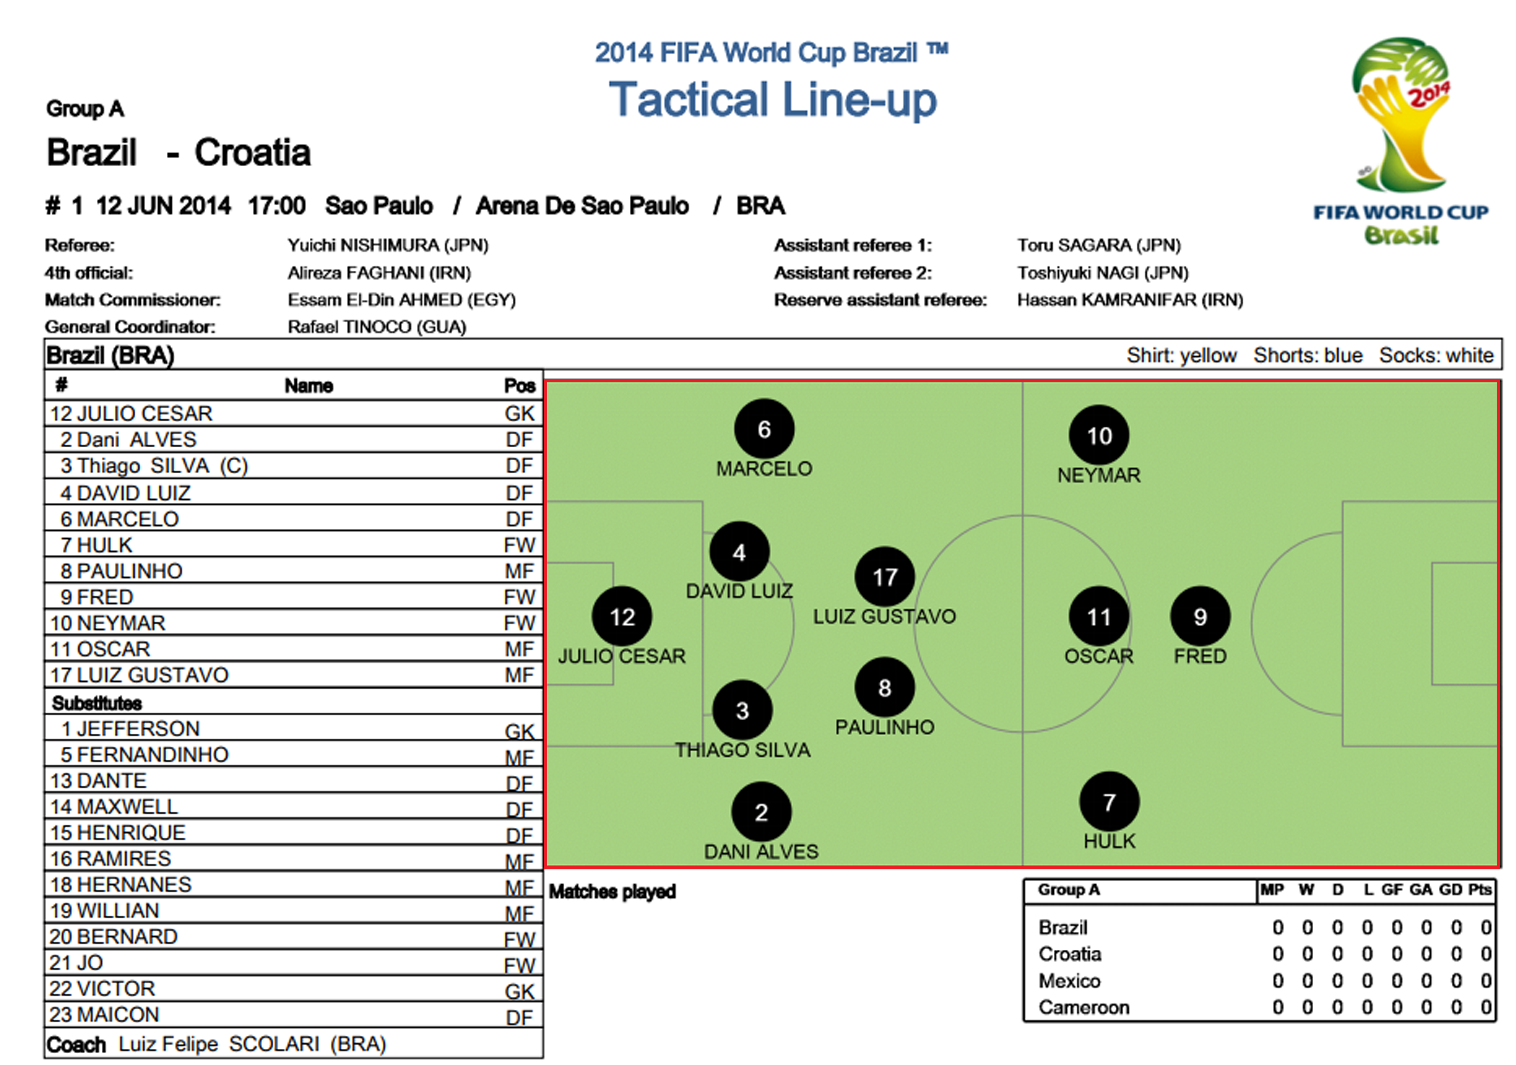 2014 FIFA World Cup Brazil ™
Tactical Line-up
Group A
Brazil - Croatia
# 1 12 JUN 2014 17:00 Sao Paulo / Arena De Sao Paulo / BRA
2014
FIFA WORLD CUP
Brasil
Referee: Yuichi NISHIMURA (JPN) Assistant referee 1: Toru SAGARA (JPN)
4th official: Alireza FAGHANI (IRN) Assistant referee 2: Toshiyuki NAGI (JPN)
Match Commissioner: Essam El-Din AHMED (EGY) Reserve assistant referee: Hassan KAMRANIFAR (IRN)
General Coordinator: Rafael TINOCO (GUA)
Brazil (BRA) Shirt: yellow Shorts: blue Socks: white
# Name Pos
12 JULIO CESAR GK
2 Dani ALVES DF
3 Thiago SILVA (C) DF
4 DAVID LUIZ DF
6 MARCELO DF
7 HULK FW
8 PAULINHO MF
9 FRED FW
10 NEYMAR FW
11 OSCAR MF
17 LUIZ GUSTAVO MF
Substitutes
1 JEFFERSON GK
5 FERNANDINHO MF
13 DANTE DF
14 MAXWELL DF
15 HENRIQUE DF
16 RAMIRES MF
18 HERNANES MF
19 WILLIAN MF
20 BERNARD FW
21 JO FW
22 VICTOR GK
23 MAICON DF
Coach Luiz Felipe SCOLARI (BRA)
6
MARCELO
10
NEYMAR
4
DAVID LUIZ
17
LUIZ GUSTAVO
12
JULIO CESAR
11
OSCAR
9
FRED
3
THIAGO SILVA
8
PAULINHO
2
DANI ALVES
7
HULK
Matches played
Group A MP W D L GF GA GD Pts
Brazil 0 0 0 0 0 0 0 0
Croatia 0 0 0 0 0 0 0 0
Mexico 0 0 0 0 0 0 0 0
Cameroon 0 0 0 0 0 0 0 0